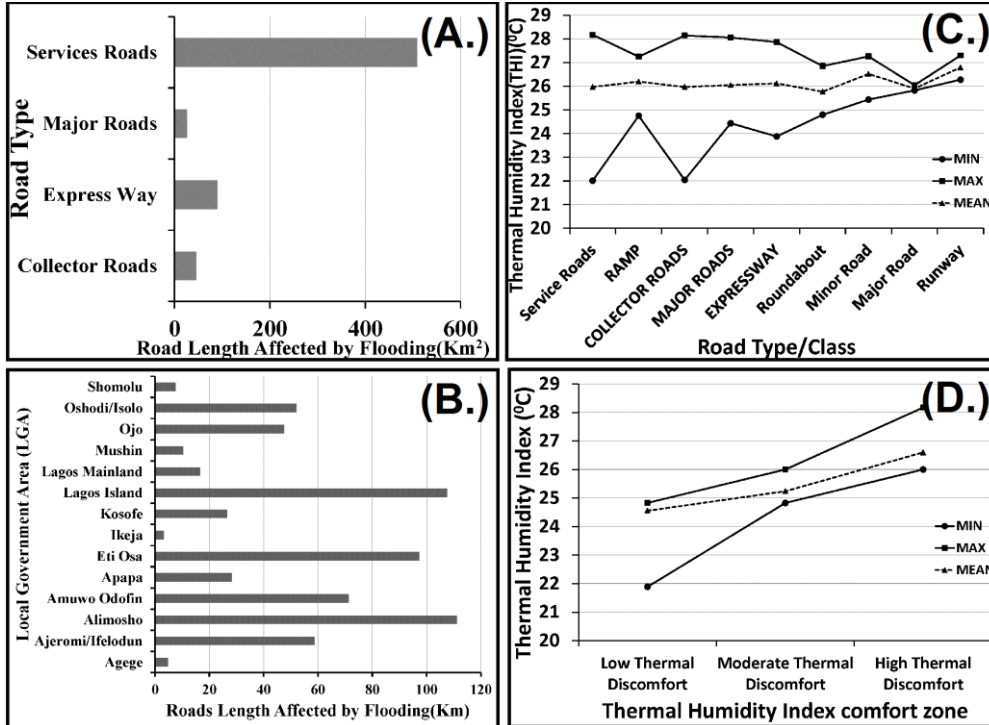 (A.)
Road Type
Services Roads
Major Roads
Express Way
Collector Roads
0 200 400 600
Road Length Affected by Flooding(Km²)
(B.)
Local Government Area (LGA)
Shomolu
Oshodi/Isolo
Ojo
Mushin
Lagos Mainland
Lagos Island
Kosofe
Ikeja
Eti Osa
Apapa
Amuwo Odofin
Alimosho
Ajeromi/Ifelodun
Agege
0 20 40 60 80 100 120
Roads Length Affected by Flooding(Km)
(C.)
Thermal Humidity Index(THI)(⁰C)
29
28
27
26
25
24
23
22
21
20
MIN
MAX
MEAN
Service Roads
RAMP
COLLECTOR ROADS
MAJOR ROADS
EXPRESSWAY
Roundabout
Minor Road
Major Road
Runway
Road Type/Class
(D.)
Thermal Humidity Index (⁰C)
29
28
27
26
25
24
23
22
21
20
MIN
MAX
MEAN
Low Thermal
Discomfort
Moderate Thermal
Discomfort
High Thermal
Discomfort
Thermal Humidity Index comfort zone